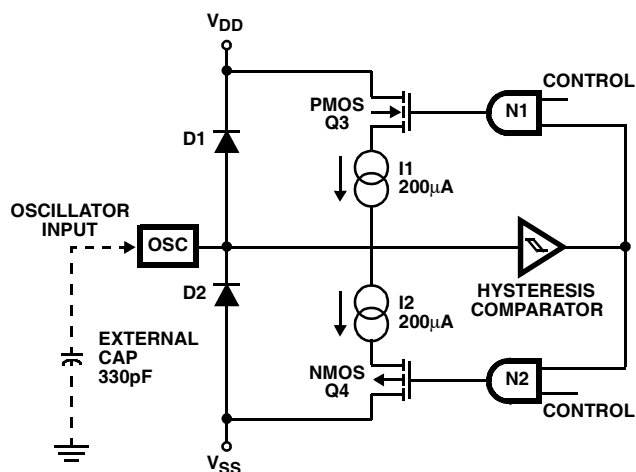 VDD
PMOS
Q3
N1
CONTROL
D1
I1
200µA
OSCILLATOR
INPUT
OSC
HYSTERESIS
COMPARATOR
D2
I2
200µA
EXTERNAL
CAP
330pF
NMOS
Q4
N2
CONTROL
VSS